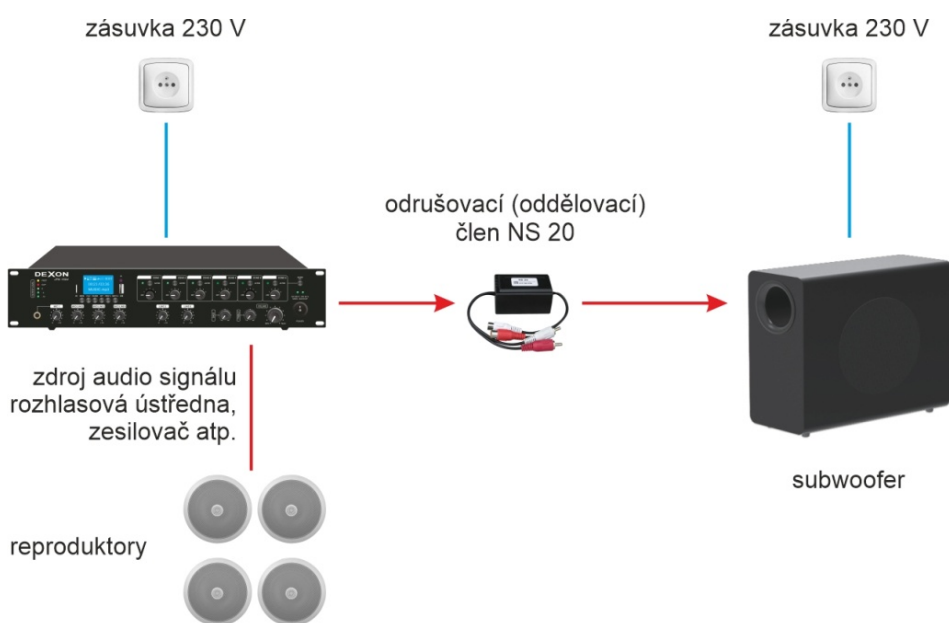 zásuvka 230 V
zásuvka 230 V
odrušovací (oddělovací)
člen NS 20
DEXON
zdroj audio signálu
rozhlasová ústředna,
zesilovač atp.
subwoofer
reproduktory